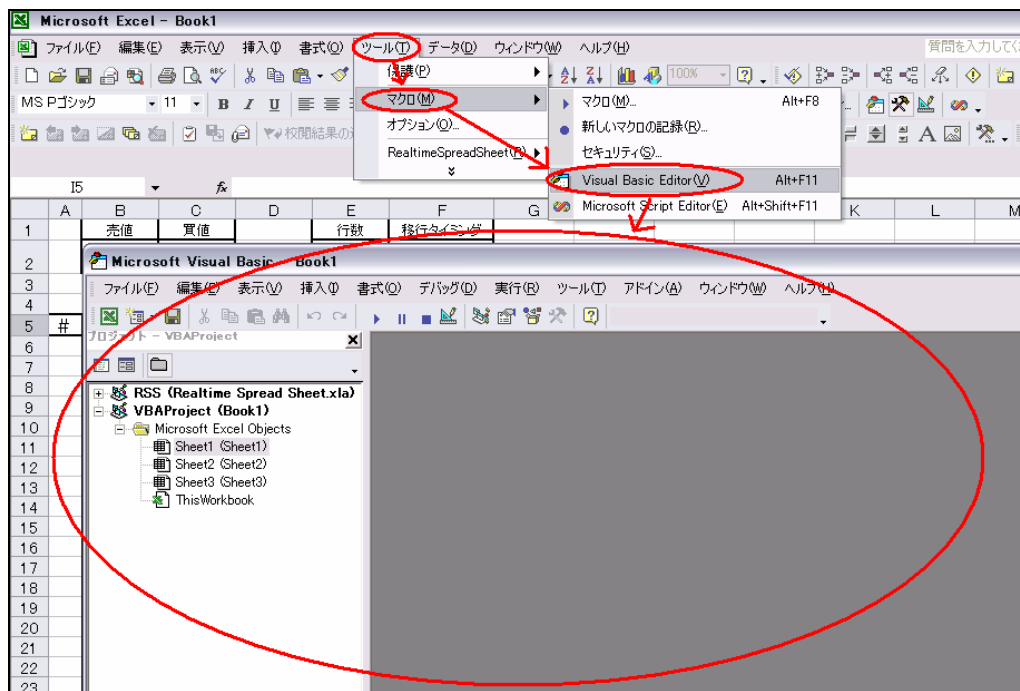 Microsoft Excel - Book1
ファイル(F) 編集(E) 表示(V) 挿入(I) 書式(O) ツール(T) データ(D) ウィンドウ(W) ヘルプ(H)
質問を入力してくだ
保護(P)
100%
MS Pゴシック 11 B I U
マクロ(M)
マクロ(M)... Alt+F8
オプション(O)...
新しいマクロの記録(R)...
校閲結果の
RealtimeSpreadSheet(R)
セキュリティ(S)...
I5 fx
Visual Basic Editor(V) Alt+F11
Microsoft Script Editor(E) Alt+Shift+F11
A B C D E F G K L M
1 売値 買値 行数 移行タイミング
2
Microsoft Visual Basic - Book1
3
ファイル(F) 編集(E) 表示(V) 挿入(I) 書式(O) デバッグ(D) 実行(R) ツール(T) アドイン(A) ウィンドウ(W) ヘルプ(H)
4
5 #
プロジェクト - VBAProject
6
7
8 RSS (Realtime Spread Sheet.xla)
9 VBAProject (Book1)
10 Microsoft Excel Objects
11 Sheet1 (Sheet1)
12 Sheet2 (Sheet2)
13 Sheet3 (Sheet3)
14 ThisWorkbook
15
16
17
18
19
20
21
22
23